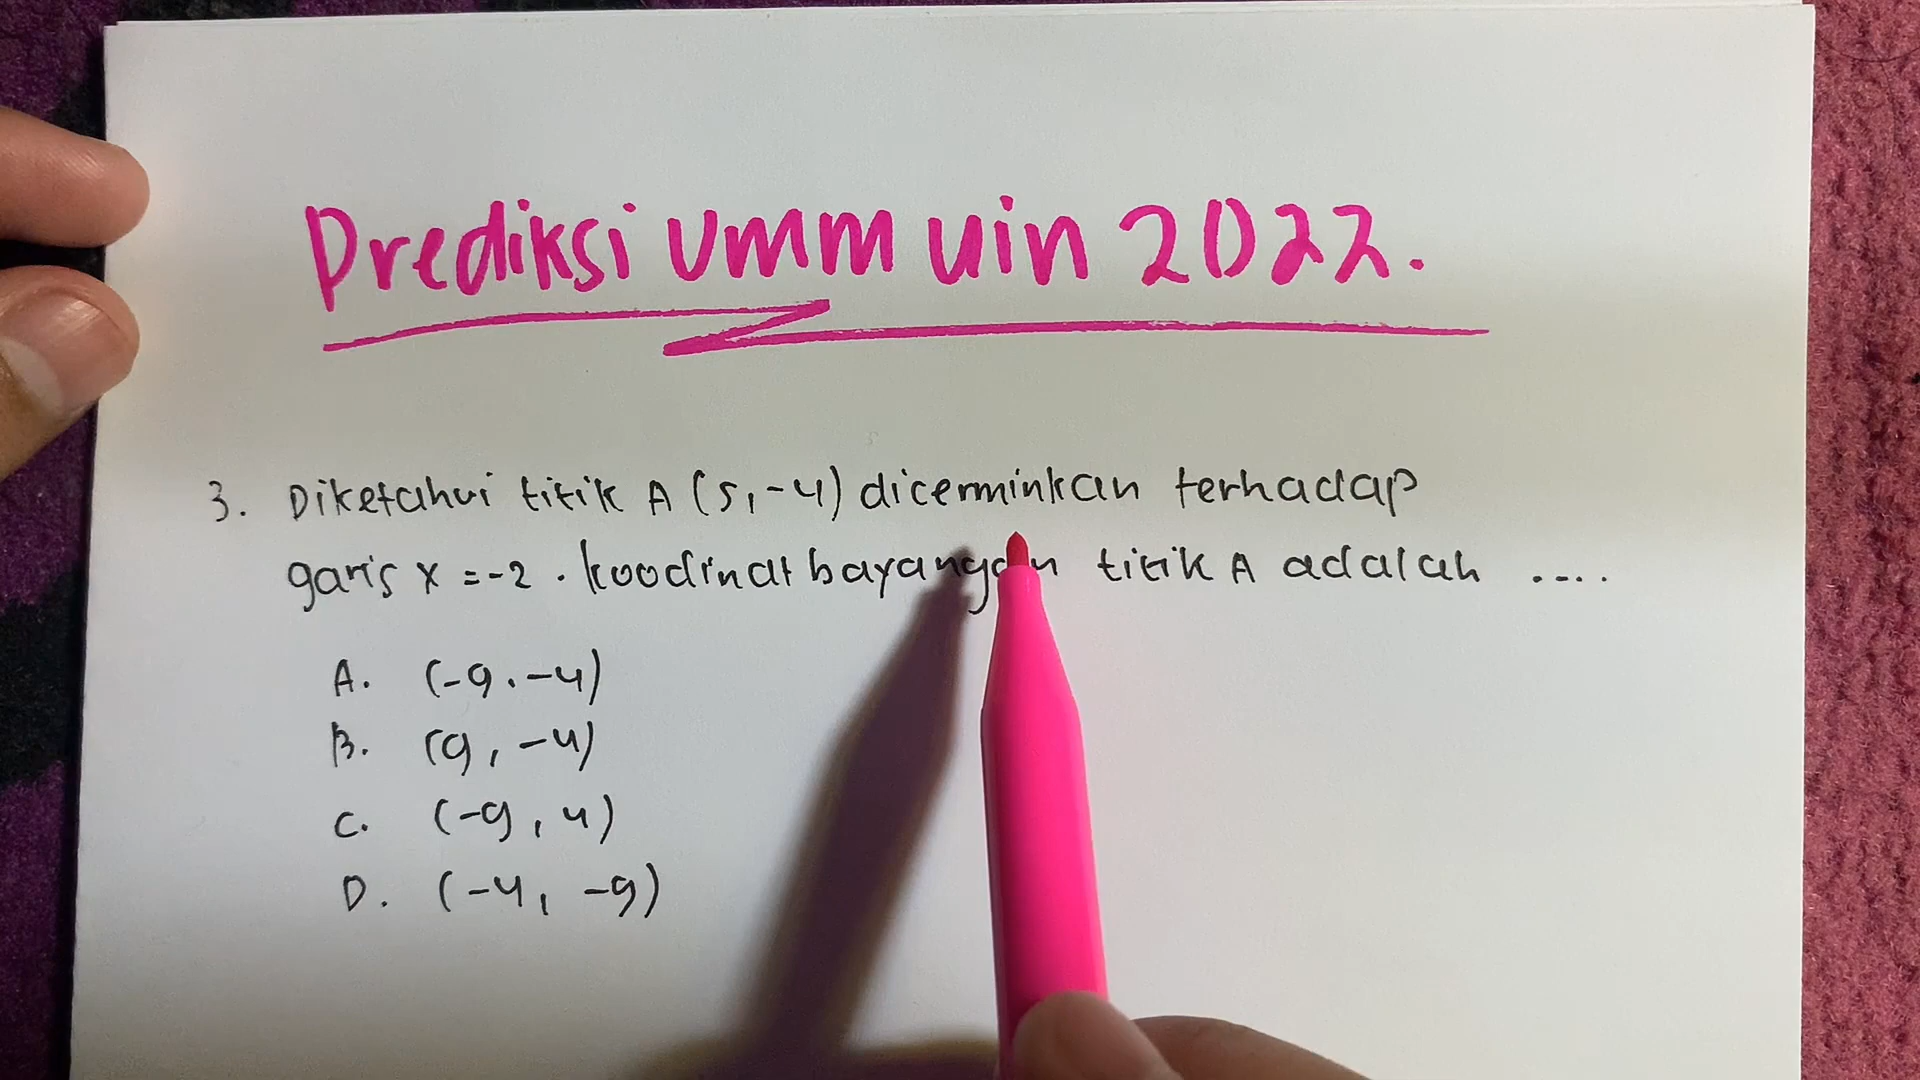 Prediksi UMM UIN 2022.
3. Diketahui titik A (5,-4) dicerminkan terhadap
garis x = -2. koodinat bayangan titik A adalah ....
A. (-9.-4)
B. (9, -4)
C. (-9, 4)
D. (-4, -9)